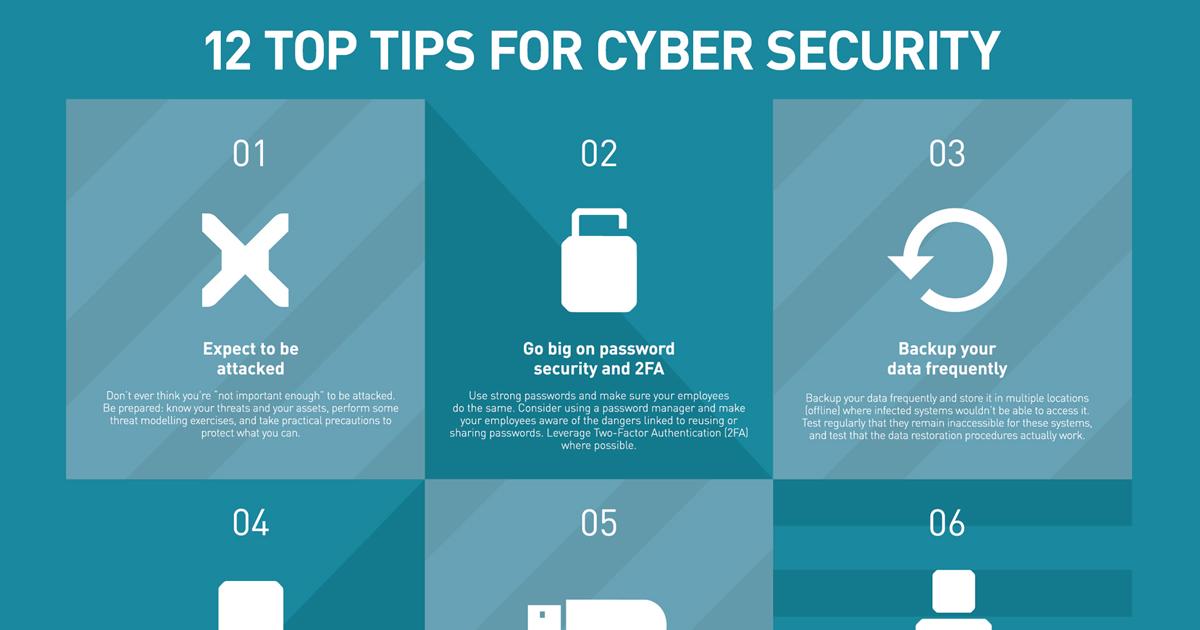 12 TOP TIPS FOR CYBER SECURITY
01
Expect to be
attacked
Don't ever think you're "not important enough" to be attacked.
Be prepared: know your threats and your assets, perform some
threat modelling exercises, and take practical precautions to
protect what you can.
02
Go big on password
security and 2FA
Use strong passwords and make sure your employees
do the same. Consider using a password manager and make
your employees aware of the dangers linked to reusing or
sharing passwords. Leverage Two-Factor Authentication (2FA)
where possible.
03
Backup your
data frequently
Backup your data frequently and store it in multiple locations
(offline) where infected systems wouldn't be able to access it.
Test regularly that they remain inaccessible for these systems,
and test that the data restoration procedures actually work.
04
05
06